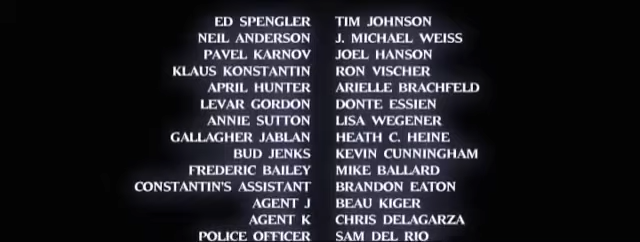 ED SPENGLER TIM JOHNSON
NEIL ANDERSON J. MICHAEL WEISS
PAVEL KARNOV JOEL HANSON
KLAUS KONSTANTIN RON VISCHER
APRIL HUNTER ARIELLE BRACHFELD
LEVAR GORDON DONTE ESSIEN
ANNIE SUTTON LISA WEGENER
GALLAGHER JABLAN HEATH C. HEINE
BUD JENKS KEVIN CUNNINGHAM
FREDERIC BAILEY MIKE BALLARD
CONSTANTIN'S ASSISTANT BRANDON EATON
AGENT J BEAU KIGER
AGENT K CHRIS DELAGARZA
POLICE OFFICER SAM DEL RIO